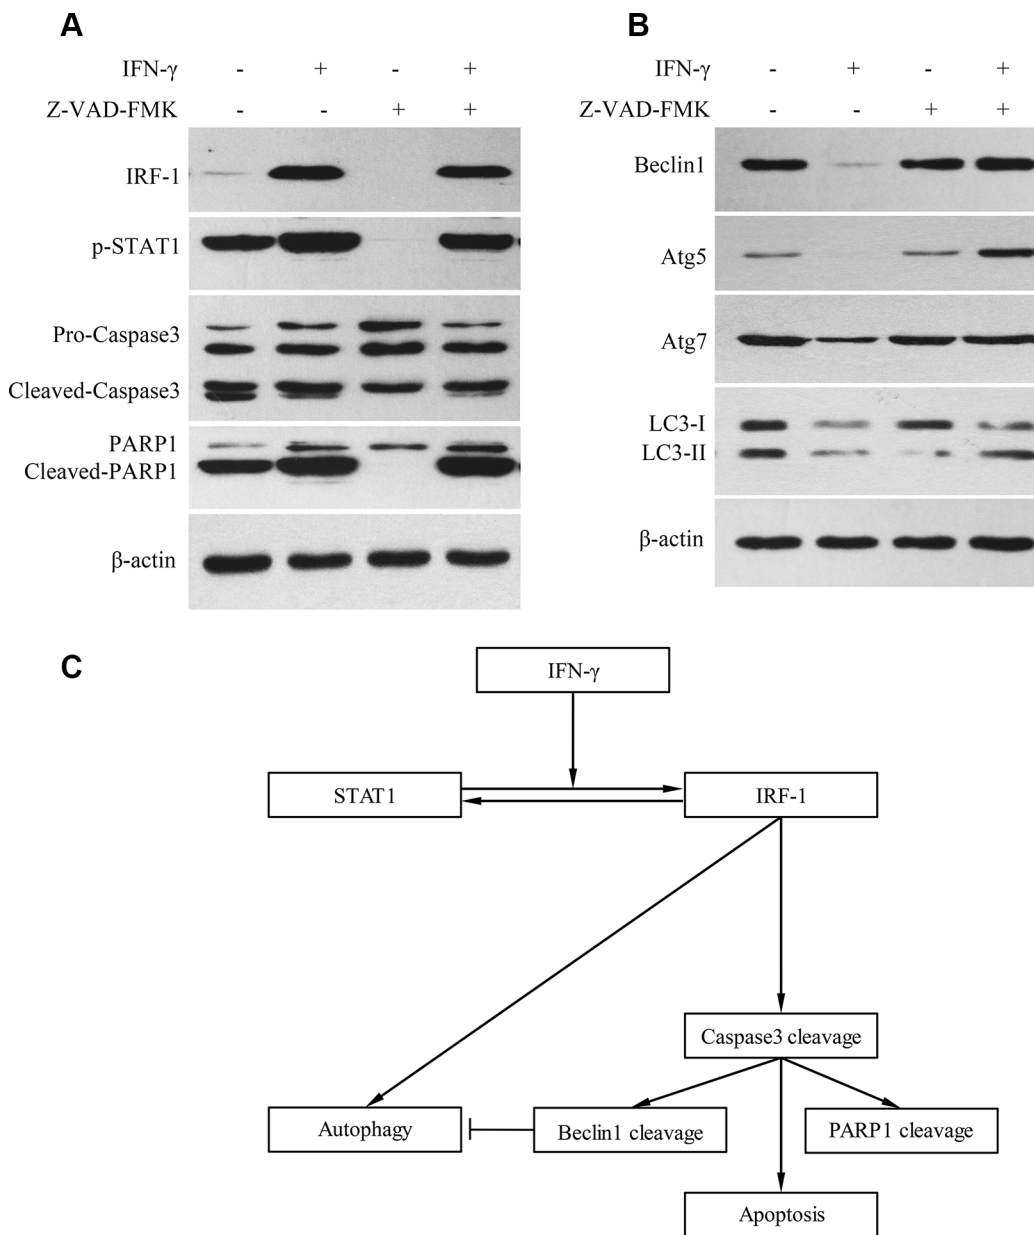 A
IFN-γ - + - +
Z-VAD-FMK - - + +
IRF-1
p-STAT1
Pro-Caspase3
Cleaved-Caspase3
PARP1
Cleaved-PARP1
β-actin
B
IFN-γ - + - +
Z-VAD-FMK - - + +
Beclin1
Atg5
Atg7
LC3-I
LC3-II
β-actin
C
IFN-γ
STAT1 IRF-1
Caspase3 cleavage
Autophagy Beclin1 cleavage PARP1 cleavage
Apoptosis